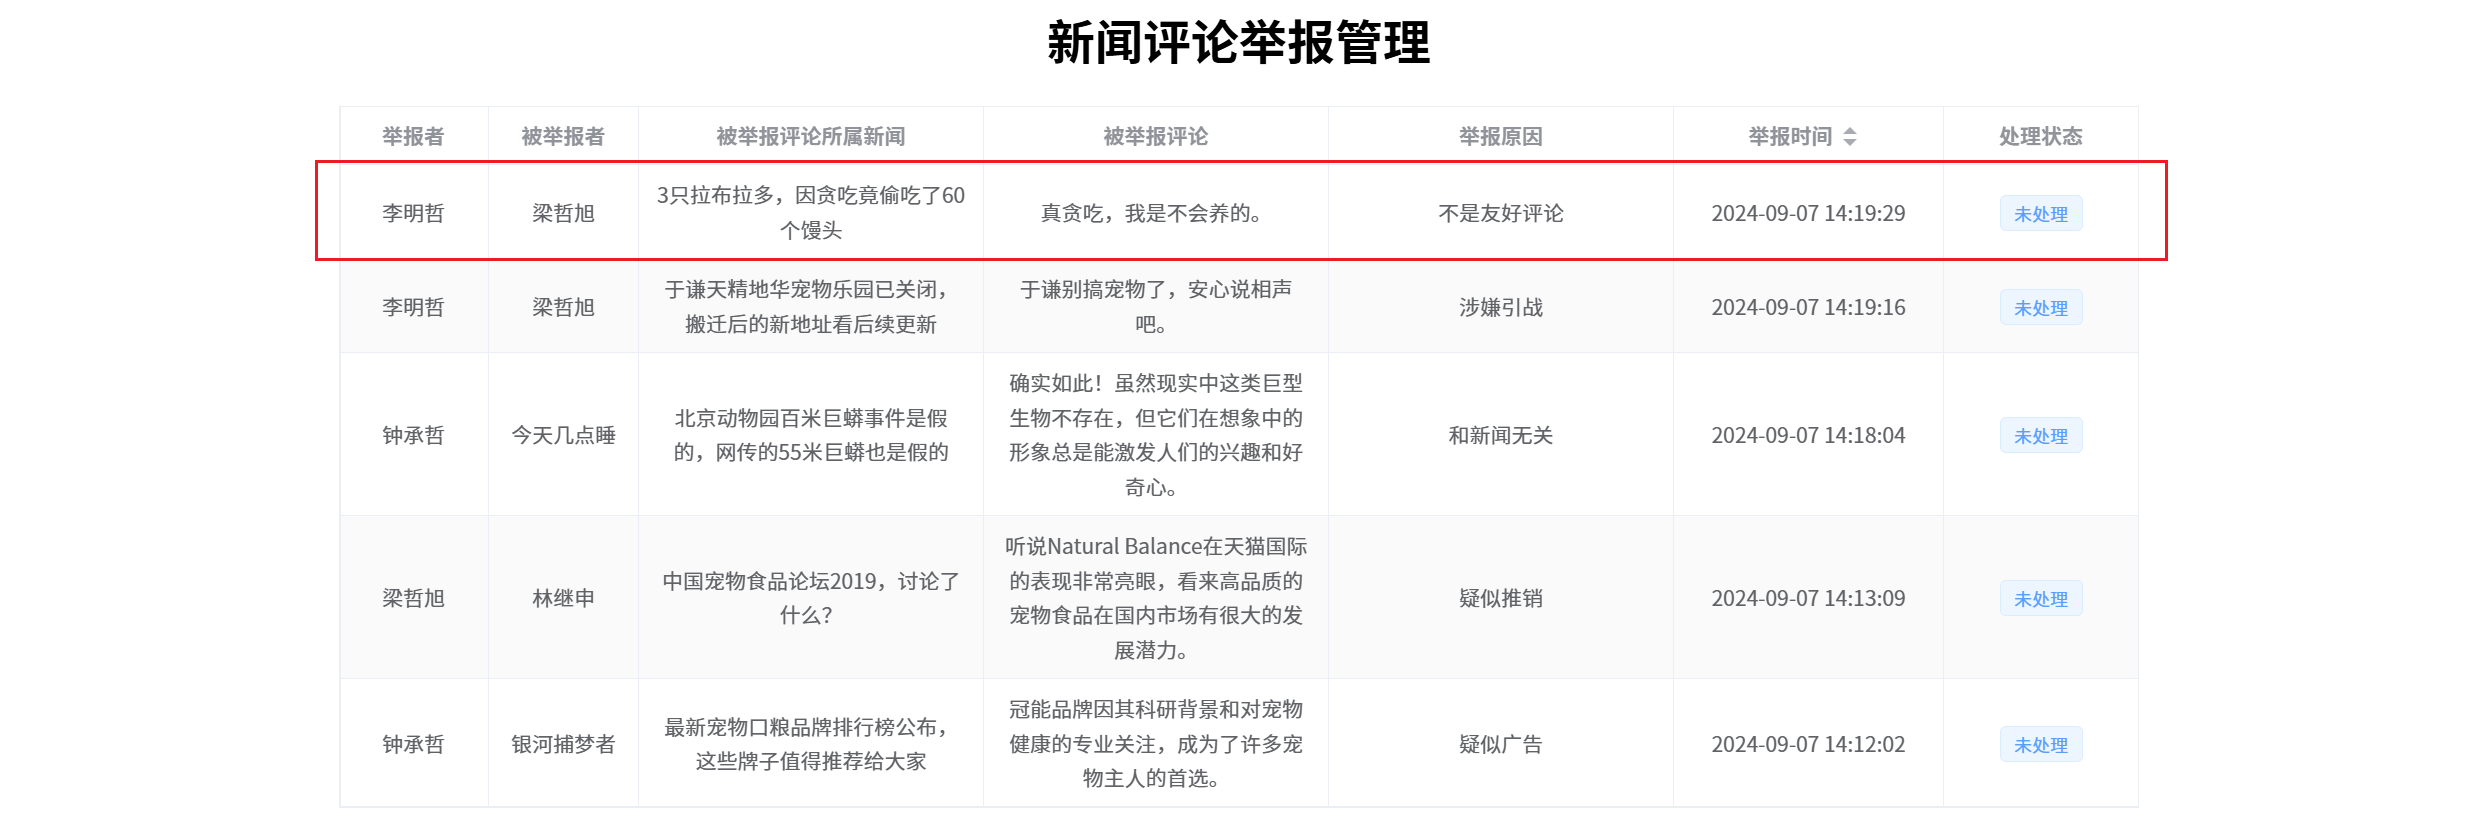 新闻评论举报管理
举报者 被举报者 被举报评论所属新闻 被举报评论 举报原因 举报时间 处理状态
李明哲 梁哲旭 3只拉布拉多，因贪吃竟偷吃了60
个馒头 真贪吃，我是不会养的。 不是友好评论 2024-09-07 14:19:29 未处理
李明哲 梁哲旭 于谦天精地华宠物乐园已关闭，
搬迁后的新地址看后续更新 于谦别搞宠物了，安心说相声
吧。 涉嫌引战 2024-09-07 14:19:16 未处理
钟承哲 今天几点睡 北京动物园百米巨蟒事件是假
的，网传的55米巨蟒也是假的 确实如此！虽然现实中这类巨型
生物不存在，但它们在想象中的
形象总是能激发人们的兴趣和好
奇心。 和新闻无关 2024-09-07 14:18:04 未处理
梁哲旭 林继申 中国宠物食品论坛2019，讨论了
什么？ 听说Natural Balance在天猫国际
的表现非常亮眼，看来高品质的
宠物食品在国内市场有很大的发
展潜力。 疑似推销 2024-09-07 14:13:09 未处理
钟承哲 银河捕梦者 最新宠物口粮品牌排行榜公布，
这些牌子值得推荐给大家 冠能品牌因其科研背景和对宠物
健康的专业关注，成为了许多宠
物主人的首选。 疑似广告 2024-09-07 14:12:02 未处理